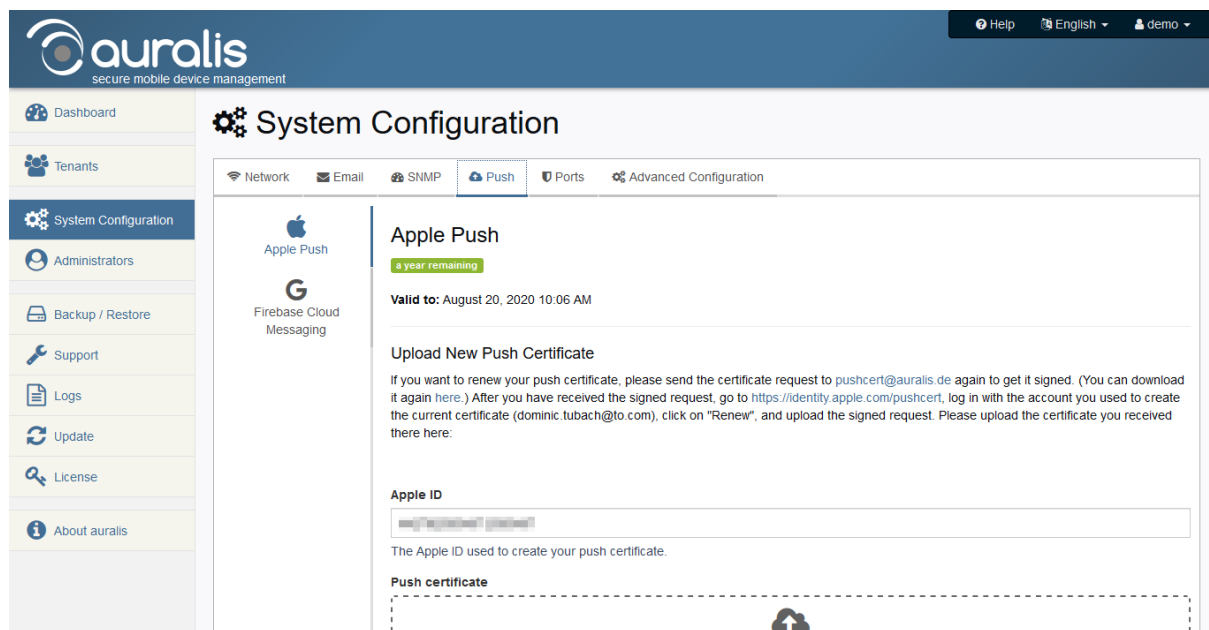 Help English demo
auralis
secure mobile device management
Dashboard
Tenants
System Configuration
Administrators
Backup / Restore
Support
Logs
Update
License
About auralis
System Configuration
Network Email SNMP Push Ports Advanced Configuration
Apple Push
Firebase Cloud
Messaging
Apple Push
a year remaining
Valid to: August 20, 2020 10:06 AM
Upload New Push Certificate
If you want to renew your push certificate, please send the certificate request to pushcert@auralis.de again to get it signed. (You can download
it again here.) After you have received the signed request, go to https://identity.apple.com/pushcert, log in with the account you used to create
the current certificate (dominic.tubach@to.com), click on "Renew", and upload the signed request. Please upload the certificate you received
there here:
Apple ID
The Apple ID used to create your push certificate.
Push certificate